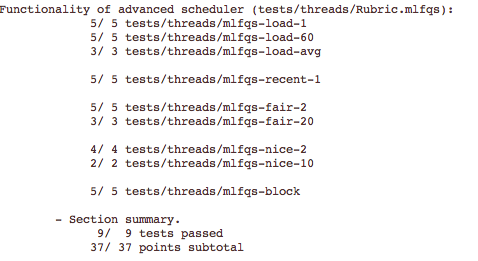 Functionality of advanced scheduler (tests/threads/Rubric.mlfqs):
5/ 5 tests/threads/mlfqs-load-1
5/ 5 tests/threads/mlfqs-load-60
3/ 3 tests/threads/mlfqs-load-avg
5/ 5 tests/threads/mlfqs-recent-1
5/ 5 tests/threads/mlfqs-fair-2
3/ 3 tests/threads/mlfqs-fair-20
4/ 4 tests/threads/mlfqs-nice-2
2/ 2 tests/threads/mlfqs-nice-10
5/ 5 tests/threads/mlfqs-block
- Section summary.
9/ 9 tests passed
37/ 37 points subtotal